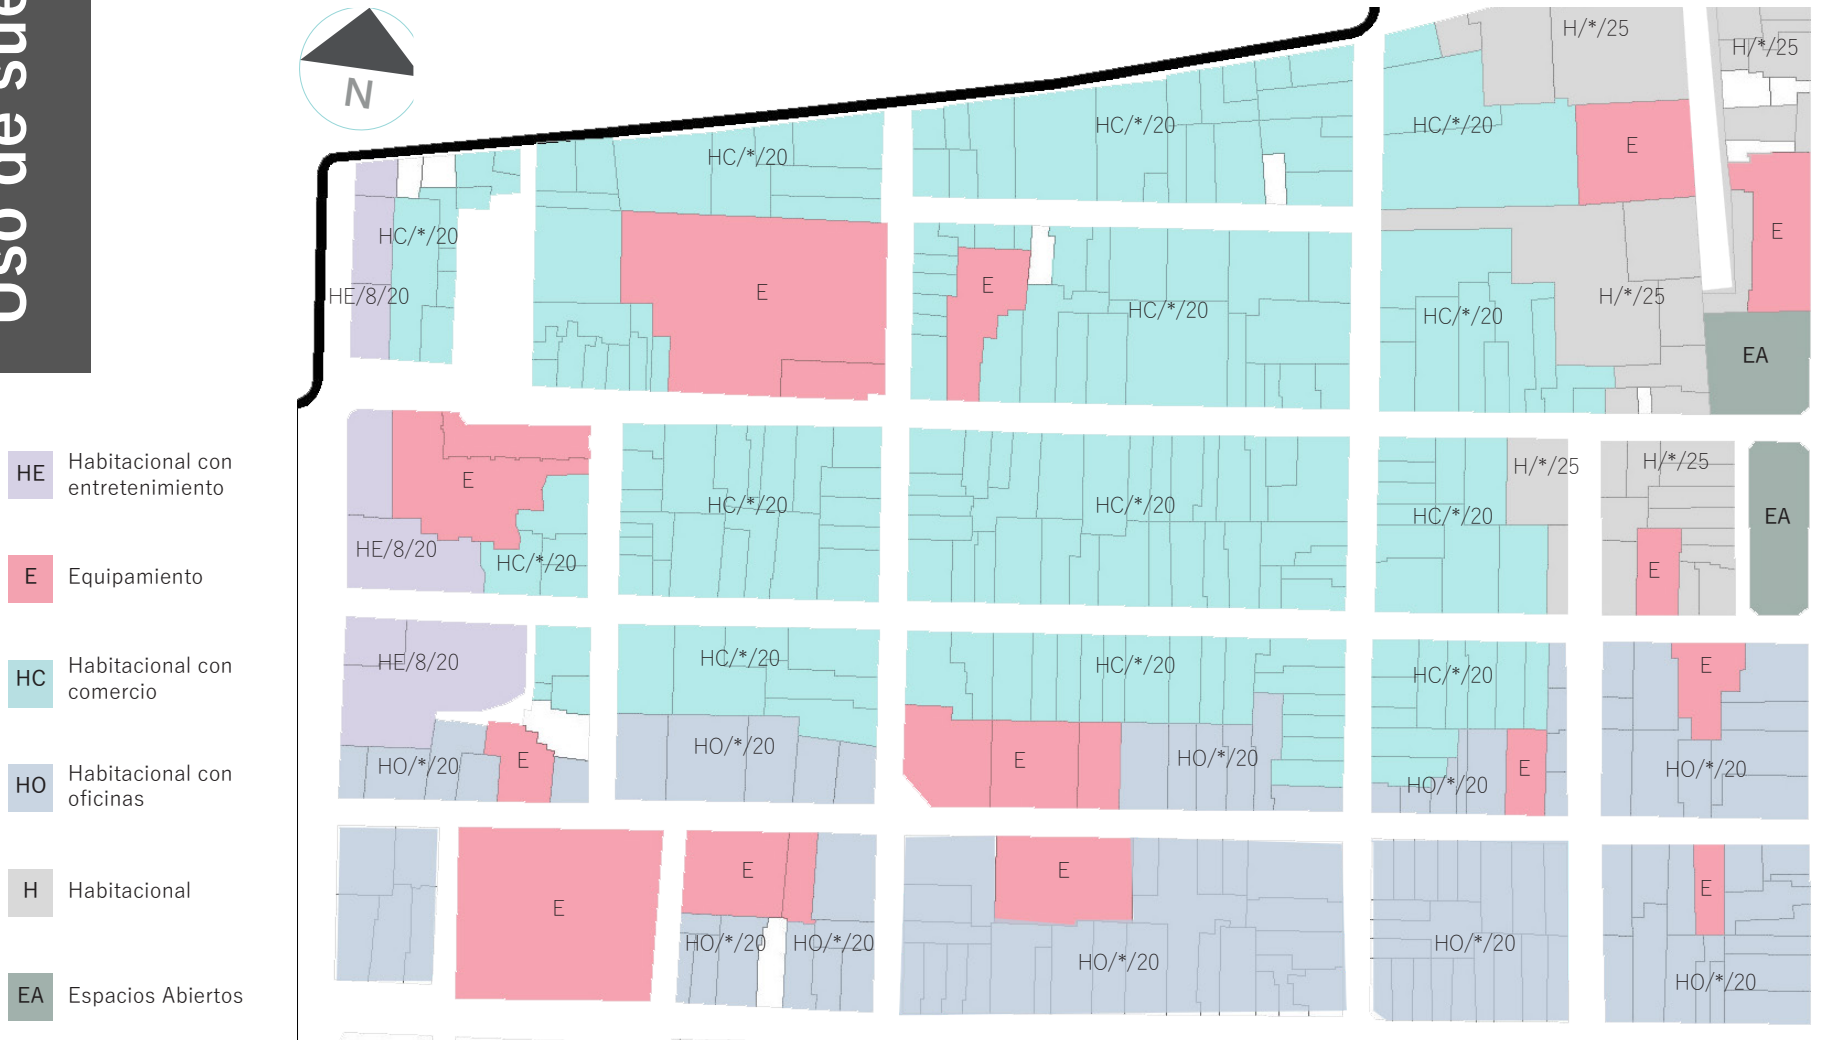 Uso de sue
N
HE Habitacional con
entretenimiento
E Equipamiento
HC Habitacional con
comercio
HO Habitacional con
oficinas
H Habitacional
EA Espacios Abiertos
H/*/25
H/*/25
HC/*/20
HC/*/20
E
HC/*/20
HC/*/20
E
HE/8/20
E
E
HC/*/20
HC/*/20
H/*/25
EA
E
HC/*/20
HC/*/20
HC/*/20
H/*/25
H/*/25
EA
HE/8/20
HC/*/20
E
HE/8/20
HC/*/20
HC/*/20
HC/*/20
E
HO/*/20
E
HO/*/20
E
HO/*/20
HO/*/20
E
HO/*/20
E
E
E
E
HO/*/20
HO/*/20
HO/*/20
HO/*/20
HO/*/20